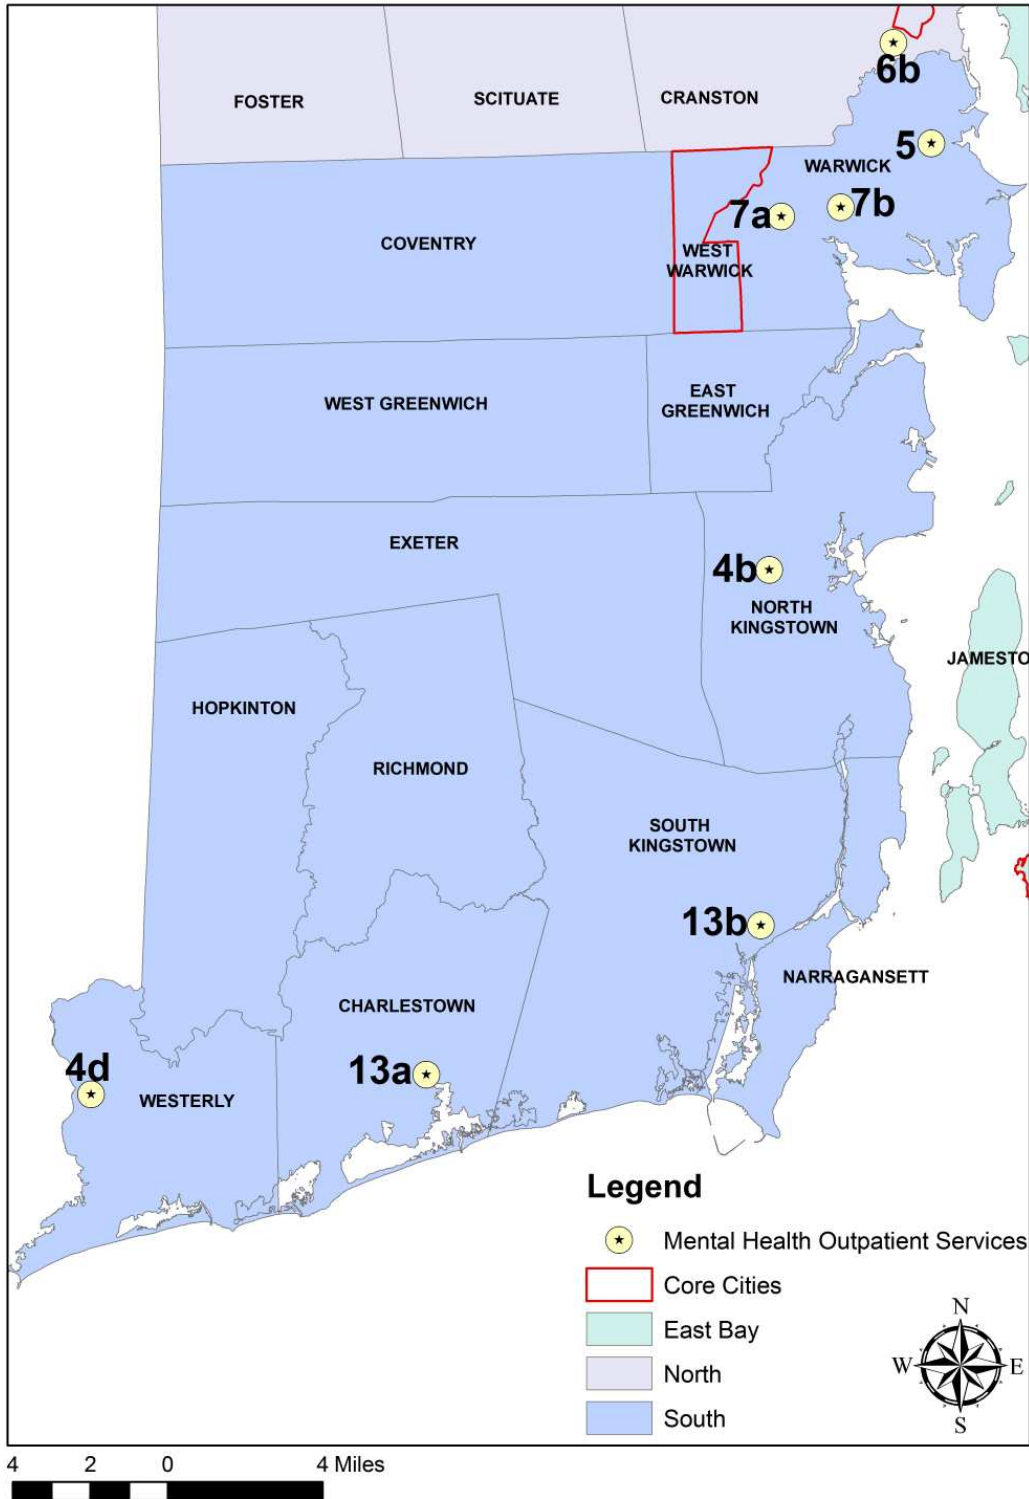 6b
FOSTER
SCITUATE
CRANSTON
5
WARWICK
7a
7b
COVENTRY
WEST
WARWICK
WEST GREENWICH
EAST
GREENWICH
EXETER
4b
NORTH
KINGSTOWN
JAMESTO
HOPKINTON
RICHMOND
SOUTH
KINGSTOWN
13b
NARRAGANSETT
CHARLESTOWN
4d
13a
WESTERLY
Legend
Mental Health Outpatient Services
Core Cities
East Bay
North
South
N
W
E
S
4 2 0 4 Miles